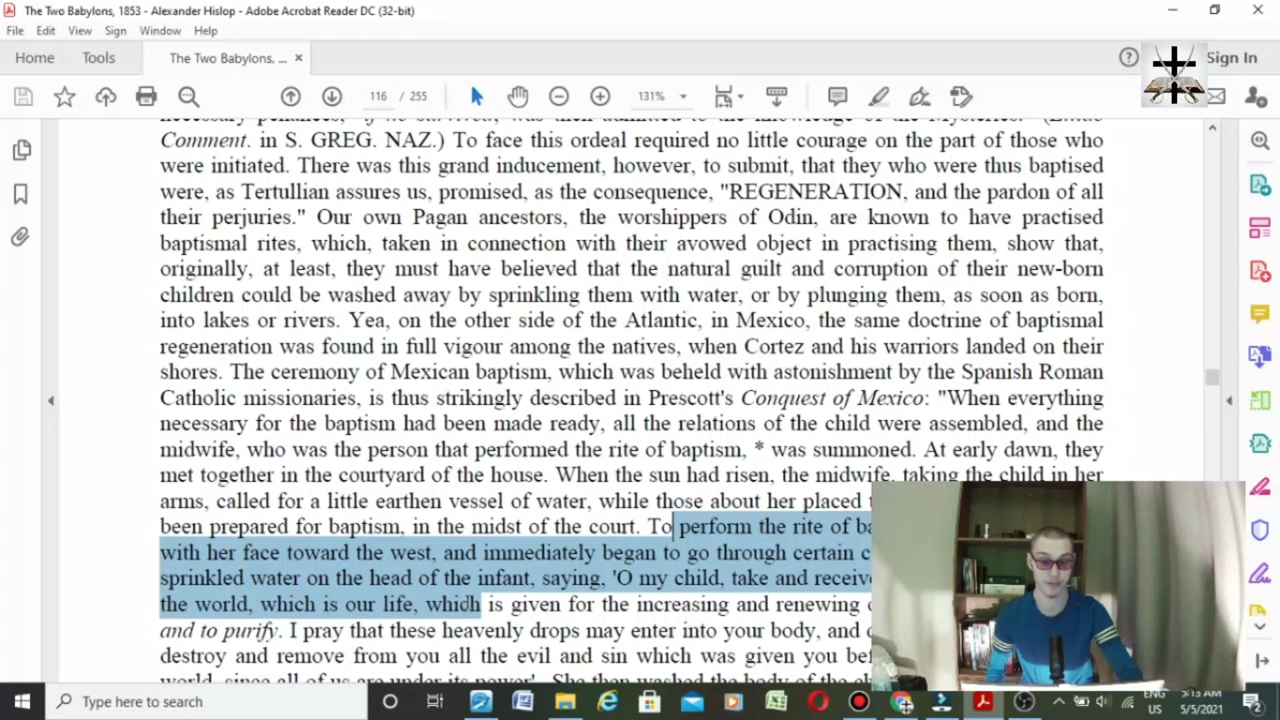 The Two Babylons, 1853 - Alexander Hislop - Adobe Acrobat Reader DC (32-bit)
File Edit View Sign Window Help
Home Tools The Two Babylons, ... Sign In
116 / 255 131%
Comment. in S. GREG. NAZ.) To face this ordeal required no little courage on the part of those who
were initiated. There was this grand inducement, however, to submit, that they who were thus baptised
were, as Tertullian assures us, promised, as the consequence, "REGENERATION, and the pardon of all
their perjuries." Our own Pagan ancestors, the worshippers of Odin, are known to have practised
baptismal rites, which, taken in connection with their avowed object in practising them, show that,
originally, at least, they must have believed that the natural guilt and corruption of their new-born
children could be washed away by sprinkling them with water, or by plunging them, as soon as born,
into lakes or rivers. Yea, on the other side of the Atlantic, in Mexico, the same doctrine of baptismal
regeneration was found in full vigour among the natives, when Cortez and his warriors landed on their
shores. The ceremony of Mexican baptism, which was beheld with astonishment by the Spanish Roman
Catholic missionaries, is thus strikingly described in Prescott's Conquest of Mexico: "When everything
necessary for the baptism had been made ready, all the relations of the child were assembled, and the
midwife, who was the person that performed the rite of baptism, * was summoned. At early dawn, they
met together in the courtyard of the house. When the sun had risen, the midwife, taking the child in her
arms, called for a little earthen vessel of water, while those about her placed
been prepared for baptism, in the midst of the court. To perform the rite of
with her face toward the west, and immediately began to go through certain
sprinkled water on the head of the infant, saying, 'O my child, take and
the world, which is our life, which is given for the increasing and renewing
and to purify. I pray that these heavenly drops may enter into your body, and
destroy and remove from you all the evil and sin which was given you
Type here to search
ENG
US
5:13 AM
5/5/2021
2